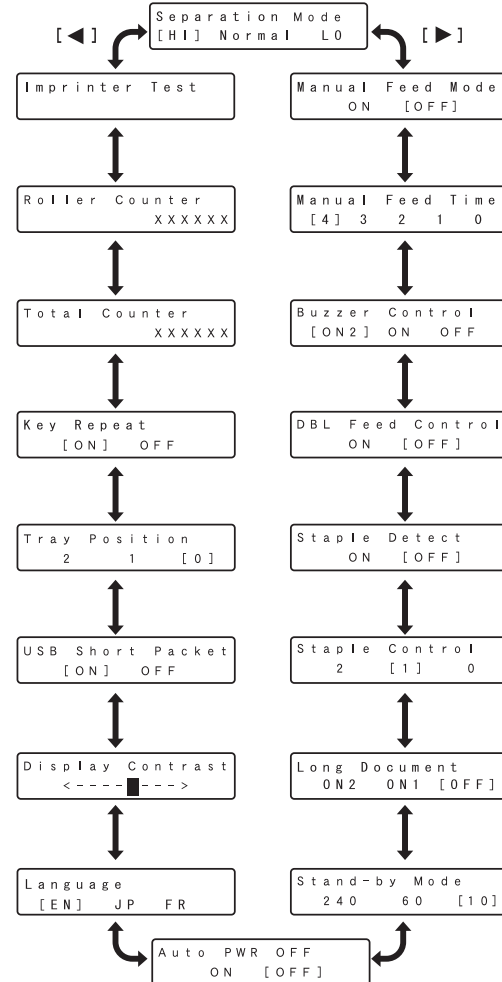 Separation Mode
[HI] Normal LO
[◀] [▶]
Imprinter Test
Manual Feed Mode
ON [OFF]
Roller Counter
XXXXXX
Manual Feed Time
[4] 3 2 1 0
Total Counter
XXXXXX
Buzzer Control
[ON2] ON OFF
Key Repeat
[ON] OFF
DBL Feed Control
ON [OFF]
Tray Position
2 1 [0]
Staple Detect
ON [OFF]
USB Short Packet
[ON] OFF
Staple Control
2 [1] 0
Display Contrast
<----■--->
Long Document
ON2 ON1 [OFF]
Language
[EN] JP FR
Stand-by Mode
240 60 [10]
Auto PWR OFF
ON [OFF]